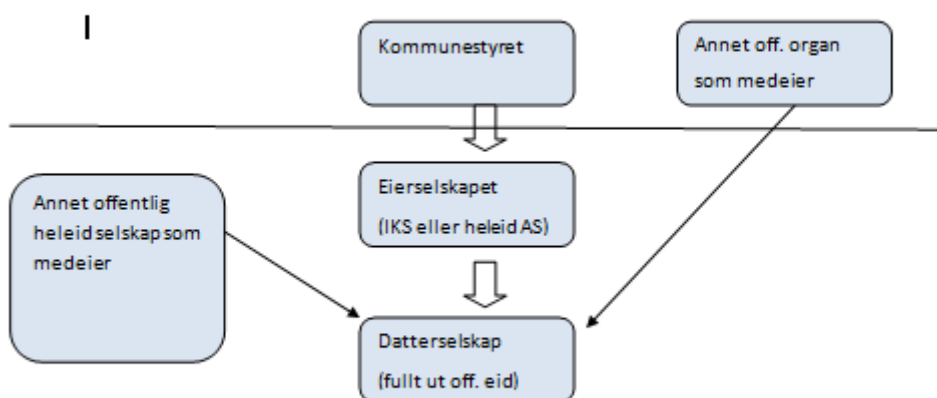 I
Kommunestyret
Annet off. organ
som medeier
Eierselskapet
(IKS eller heleid AS)
Annet offentlig
heleid selskap som
medeier
Datterselskap
(fullt ut off. eid)